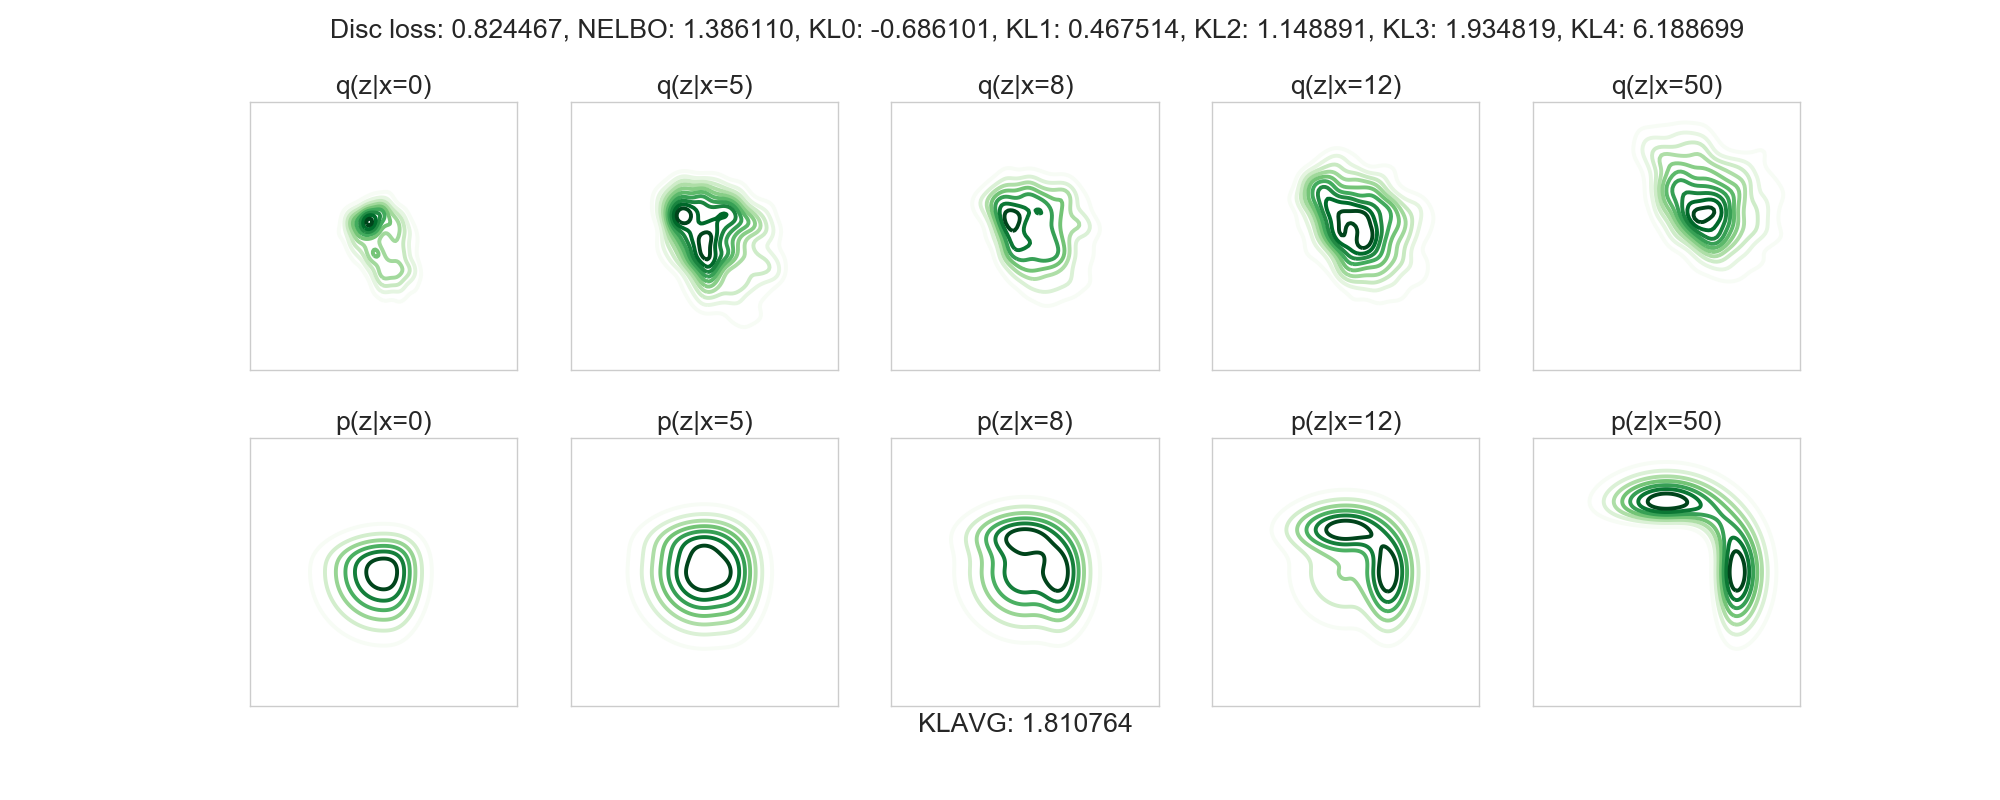 Disc loss: 0.824467, NELBO: 1.386110, KL0: -0.686101, KL1: 0.467514, KL2: 1.148891, KL3: 1.934819, KL4: 6.188699
q(z|x=0) q(z|x=5) q(z|x=8) q(z|x=12) q(z|x=50)
p(z|x=0) p(z|x=5) p(z|x=8) p(z|x=12) p(z|x=50)
KLAVG: 1.810764